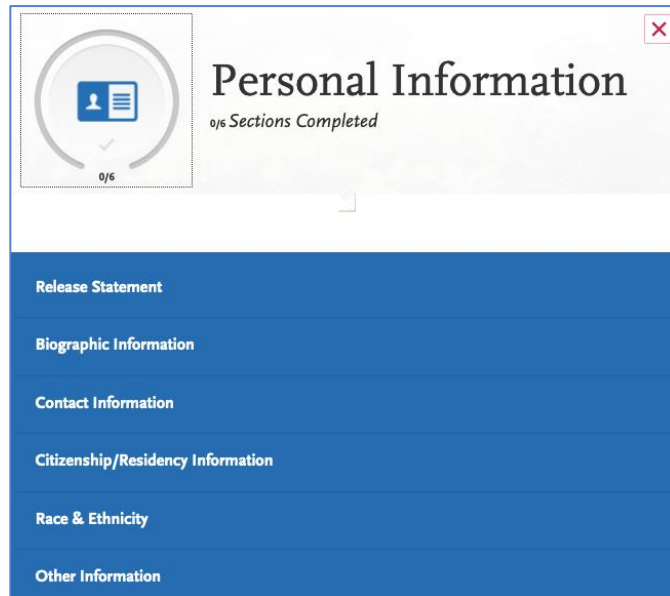 Personal Information
0/6 Sections Completed
0/6
Release Statement
Biographic Information
Contact Information
Citizenship/Residency Information
Race & Ethnicity
Other Information